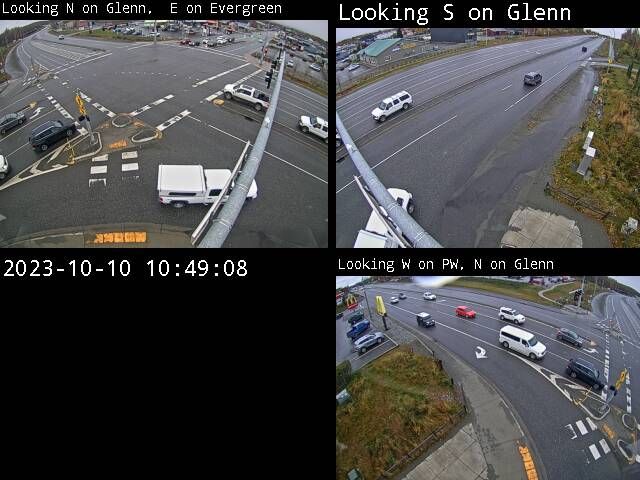 Looking N on Glenn,  E on Evergreen
Looking S on Glenn
2023-10-10 10:49:08
Looking W on PW, N on Glenn